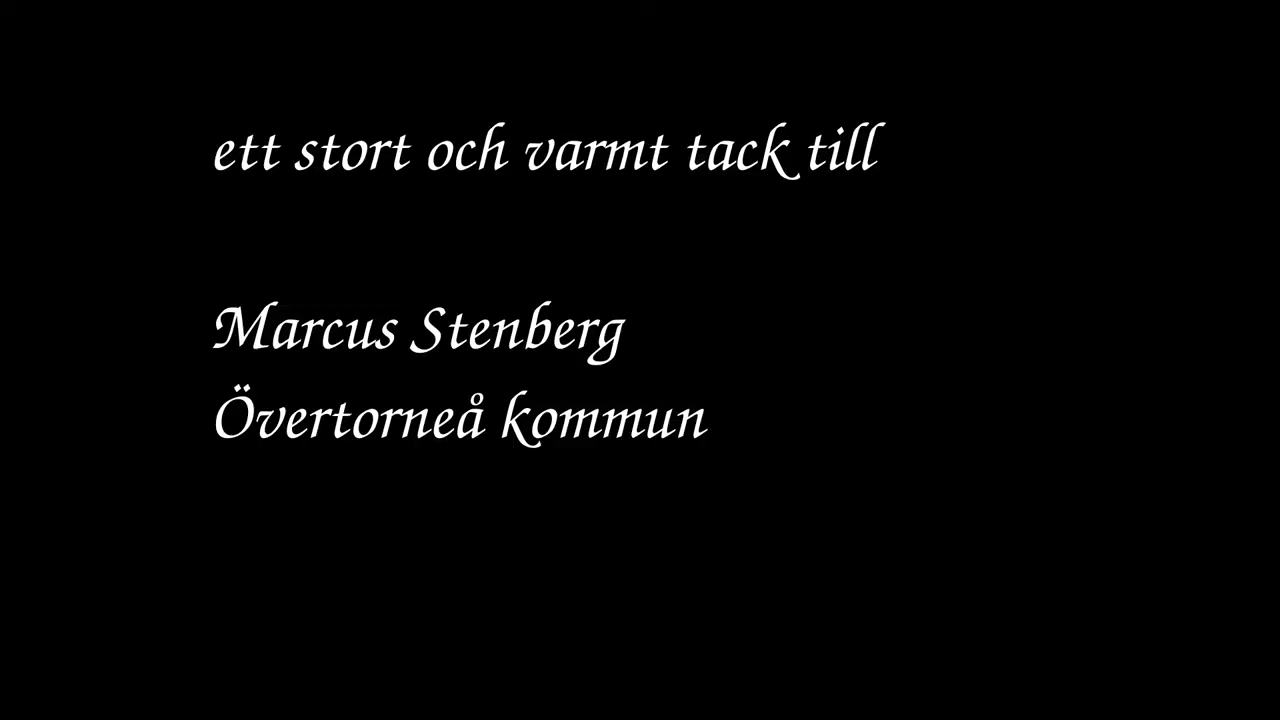 ett stort och varmt tack till
Marcus Stenberg
Övertorneå kommun